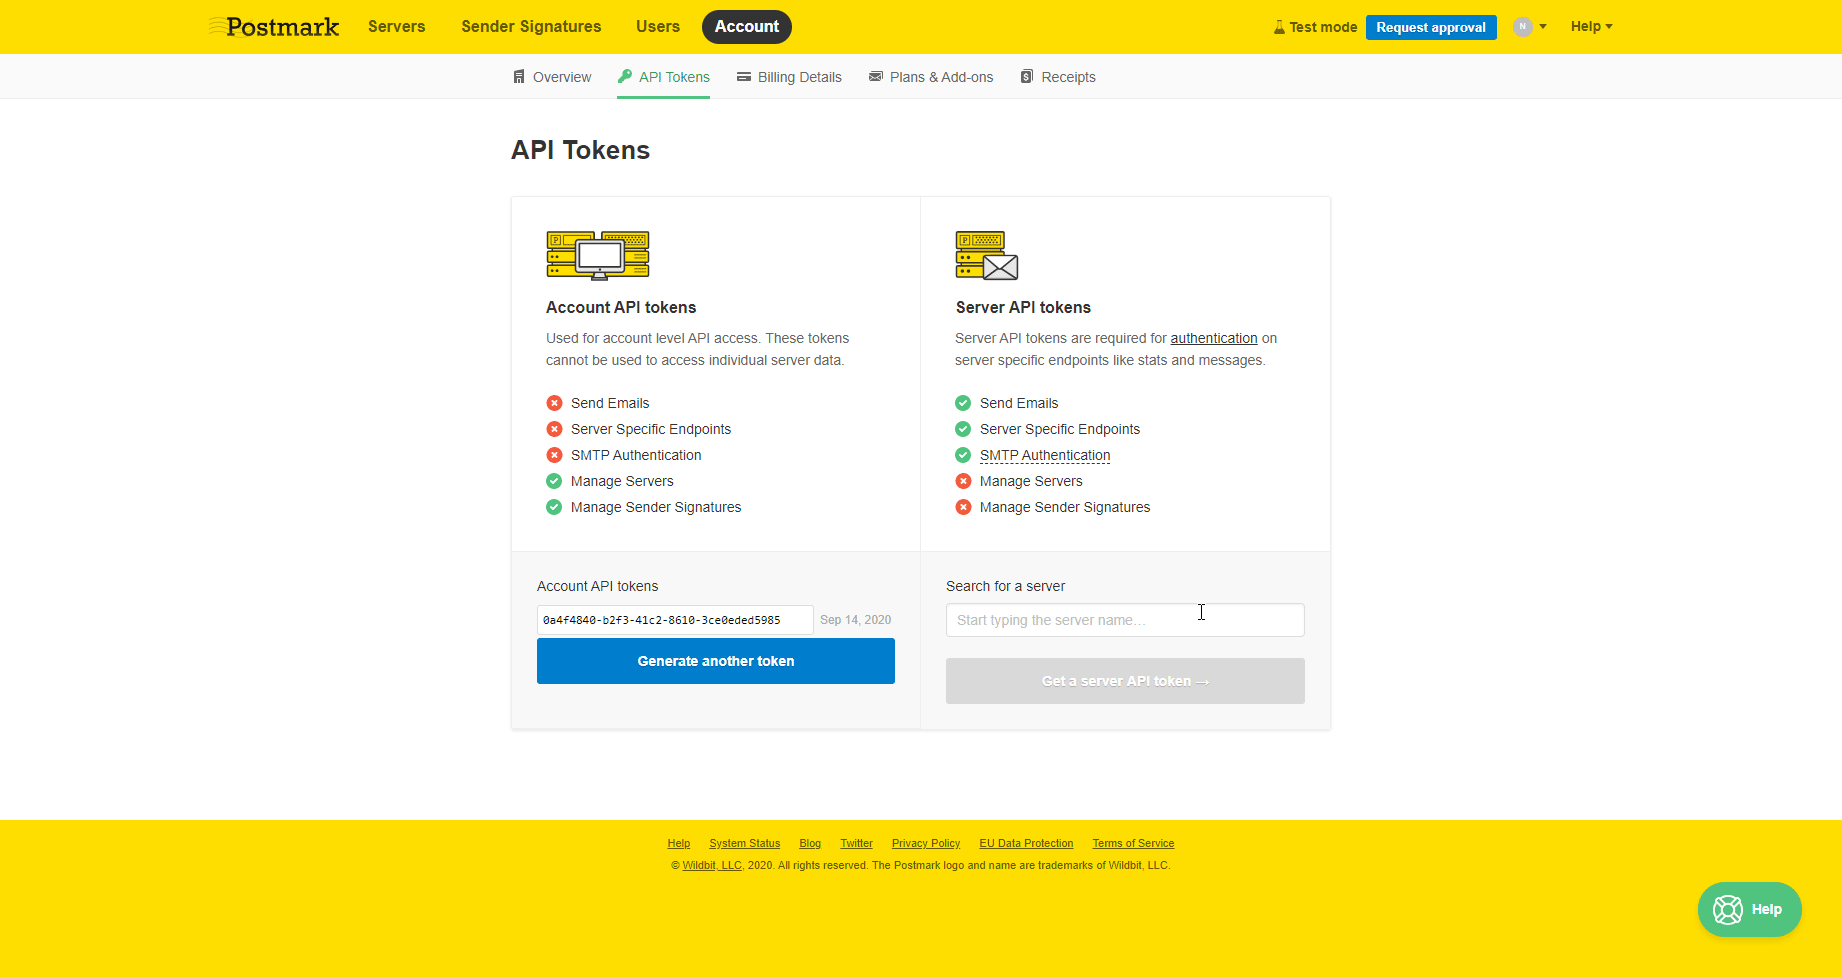 Postmark Servers Sender Signatures Users Account Test mode Request approval N Help
Overview API Tokens Billing Details Plans & Add-ons Receipts
API Tokens
Account API tokens
Used for account level API access. These tokens
cannot be used to access individual server data.
Send Emails
Server Specific Endpoints
SMTP Authentication
Manage Servers
Manage Sender Signatures
Server API tokens
Server API tokens are required for authentication on
server specific endpoints like stats and messages.
Send Emails
Server Specific Endpoints
SMTP Authentication
Manage Servers
Manage Sender Signatures
Account API tokens
0a4f4840-b2f3-41c2-8610-3ce0eded5985 Sep 14, 2020
Generate another token
Search for a server
Start typing the server name…
Get a server API token →
Help System Status Blog Twitter Privacy Policy EU Data Protection Terms of Service
© Wildbit, LLC, 2020. All rights reserved. The Postmark logo and name are trademarks of Wildbit, LLC.
Help